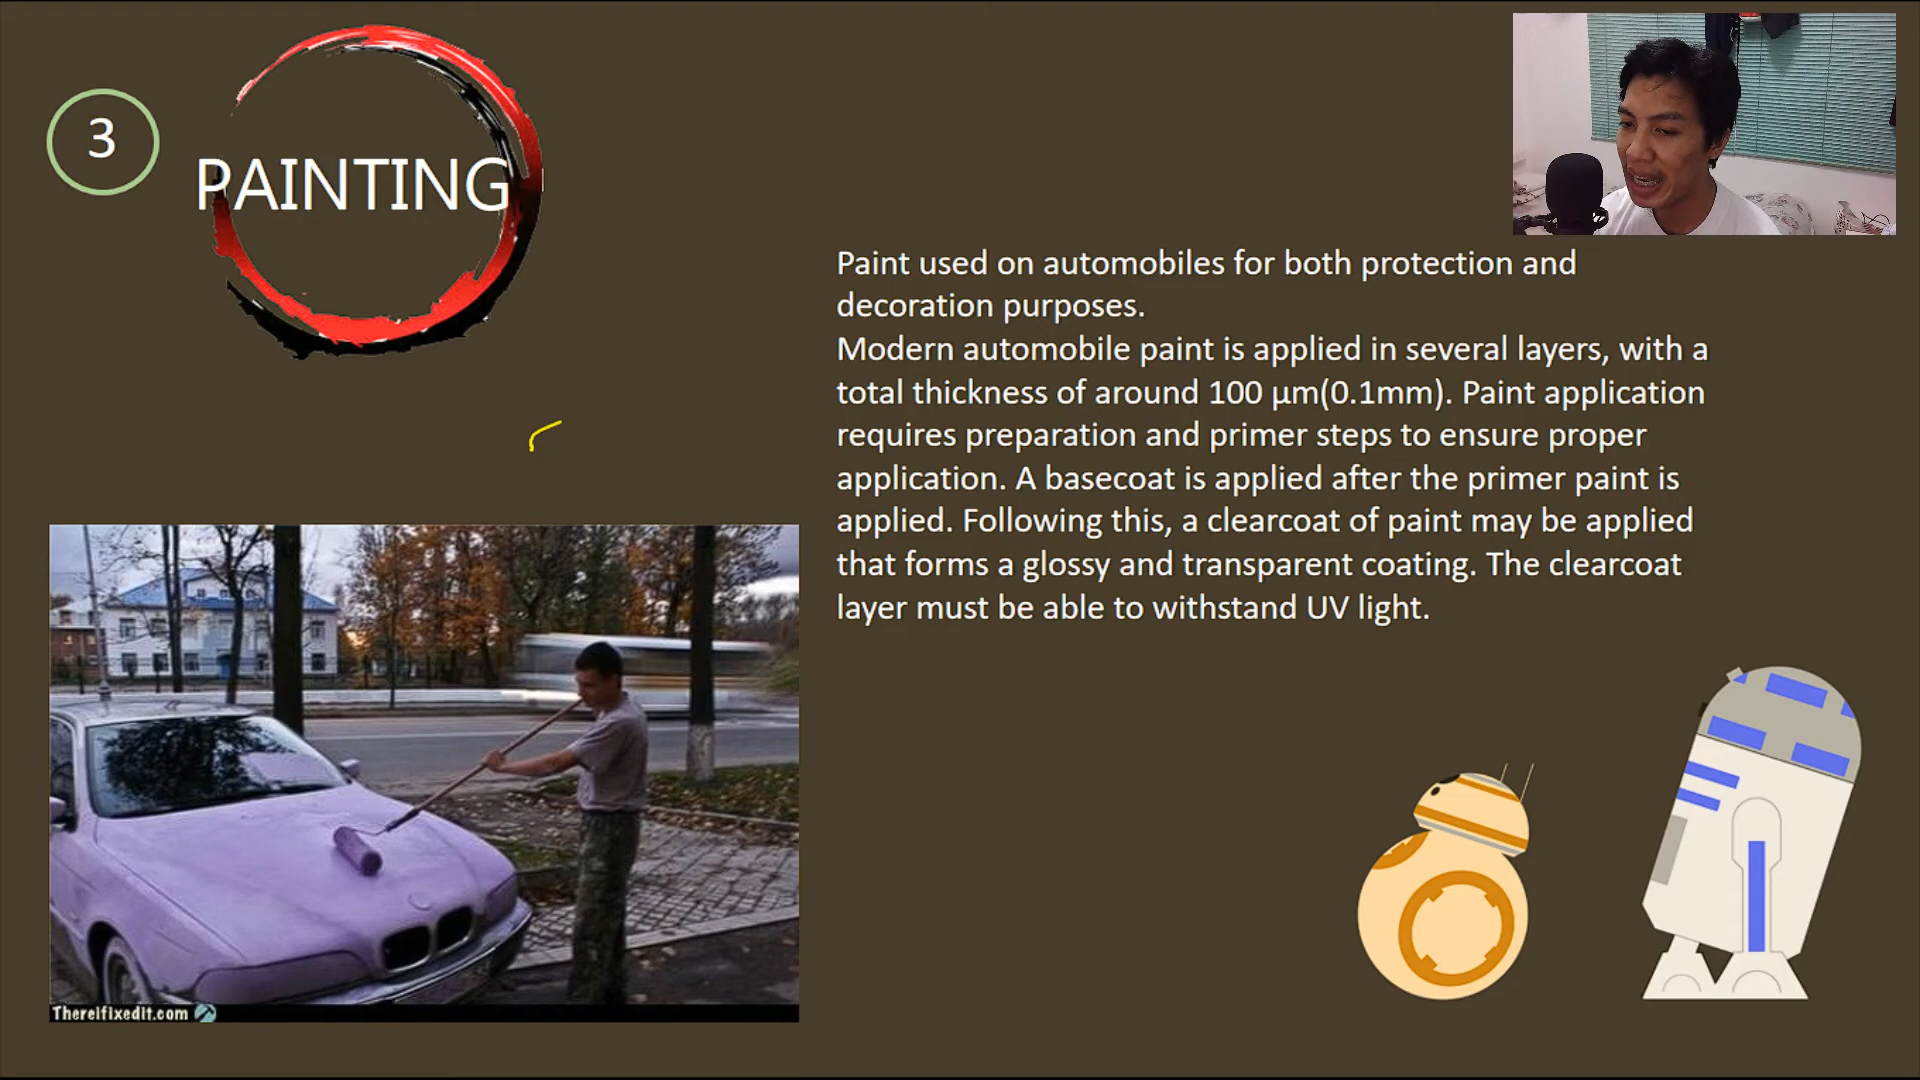 3
PAINTING
Paint used on automobiles for both protection and
decoration purposes.
Modern automobile paint is applied in several layers, with a
total thickness of around 100 µm(0.1mm). Paint application
requires preparation and primer steps to ensure proper
application. A basecoat is applied after the primer paint is
applied. Following this, a clearcoat of paint may be applied
that forms a glossy and transparent coating. The clearcoat
layer must be able to withstand UV light.
ThereIfixedit.com